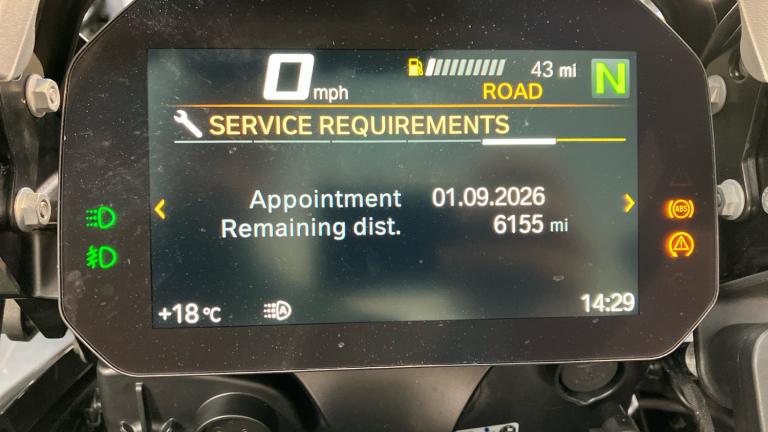 0 mph 43 mi N
ROAD
SERVICE REQUIREMENTS
Appointment 01.09.2026
Remaining dist. 6155 mi
+18 °C A 14:29
ABS